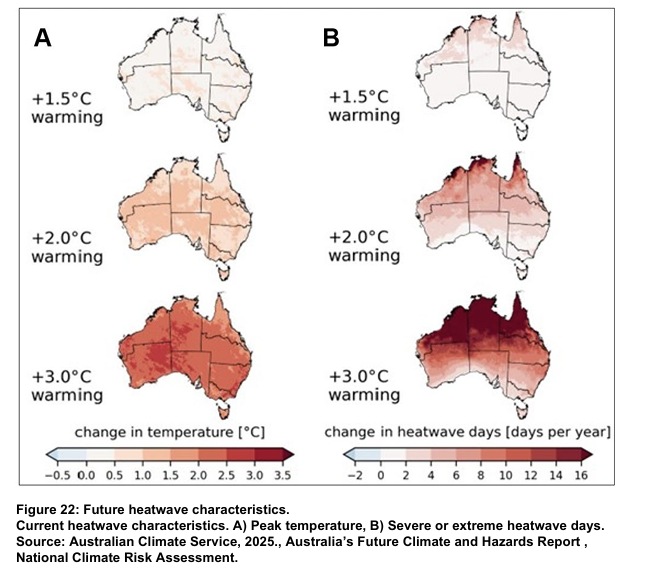 A
B
+1.5°C
warming
+1.5°C
warming
+2.0°C
warming
+2.0°C
warming
+3.0°C
warming
+3.0°C
warming
change in temperature [°C]
change in heatwave days [days per year]
−0.5 0.0 0.5 1.0 1.5 2.0 2.5 3.0 3.5
−2 0 2 4 6 8 10 12 14 16
Figure 22: Future heatwave characteristics.
Current heatwave characteristics. A) Peak temperature, B) Severe or extreme heatwave days.
Source: Australian Climate Service, 2025., Australia's Future Climate and Hazards Report ,
National Climate Risk Assessment.